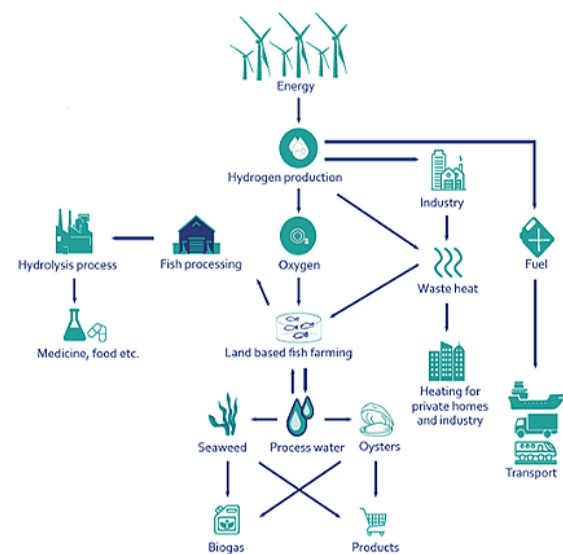 Energy
Hydrogen production
Industry
Hydrolysis process
Fish processing
Oxygen
O₂
Waste heat
Fuel
Medicine, food etc.
Land based fish farming
Heating for
private homes
and industry
Seaweed
Process water
Oysters
Transport
Biogas
Products